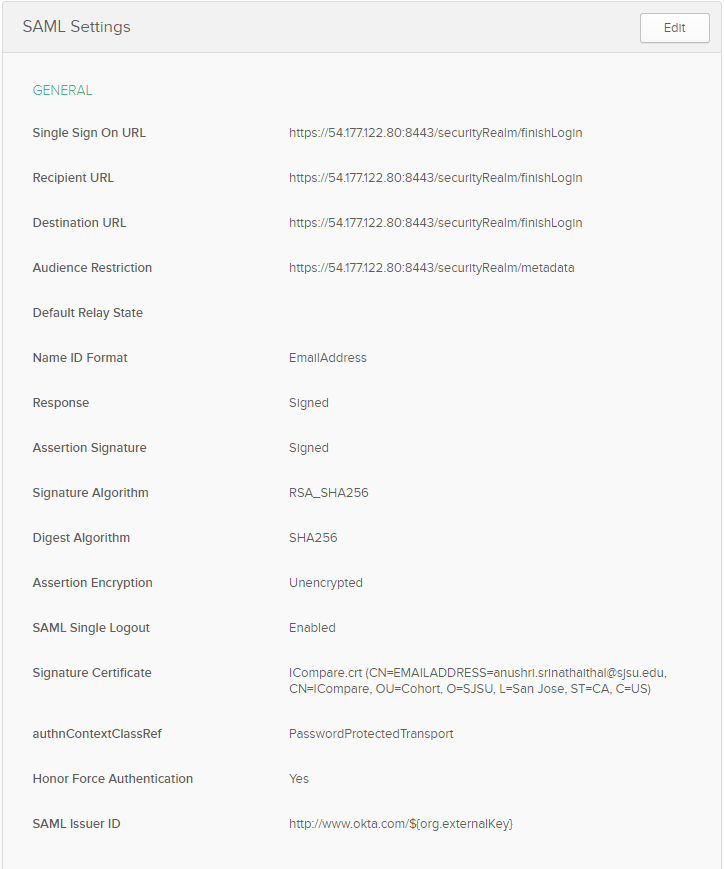 SAML Settings
Edit
GENERAL
Single Sign On URL https://54.177.122.80:8443/securityRealm/finishLogin
Recipient URL https://54.177.122.80:8443/securityRealm/finishLogin
Destination URL https://54.177.122.80:8443/securityRealm/finishLogin
Audience Restriction https://54.177.122.80:8443/securityRealm/metadata
Default Relay State
Name ID Format EmailAddress
Response Signed
Assertion Signature Signed
Signature Algorithm RSA_SHA256
Digest Algorithm SHA256
Assertion Encryption Unencrypted
SAML Single Logout Enabled
Signature Certificate ICompare.crt (CN=EMAILADDRESS=anushri.srinathaithal@sjsu.edu,
CN=ICompare, OU=Cohort, O=SJSU, L=San Jose, ST=CA, C=US)
authnContextClassRef PasswordProtectedTransport
Honor Force Authentication Yes
SAML Issuer ID http://www.okta.com/${org.externalKey}